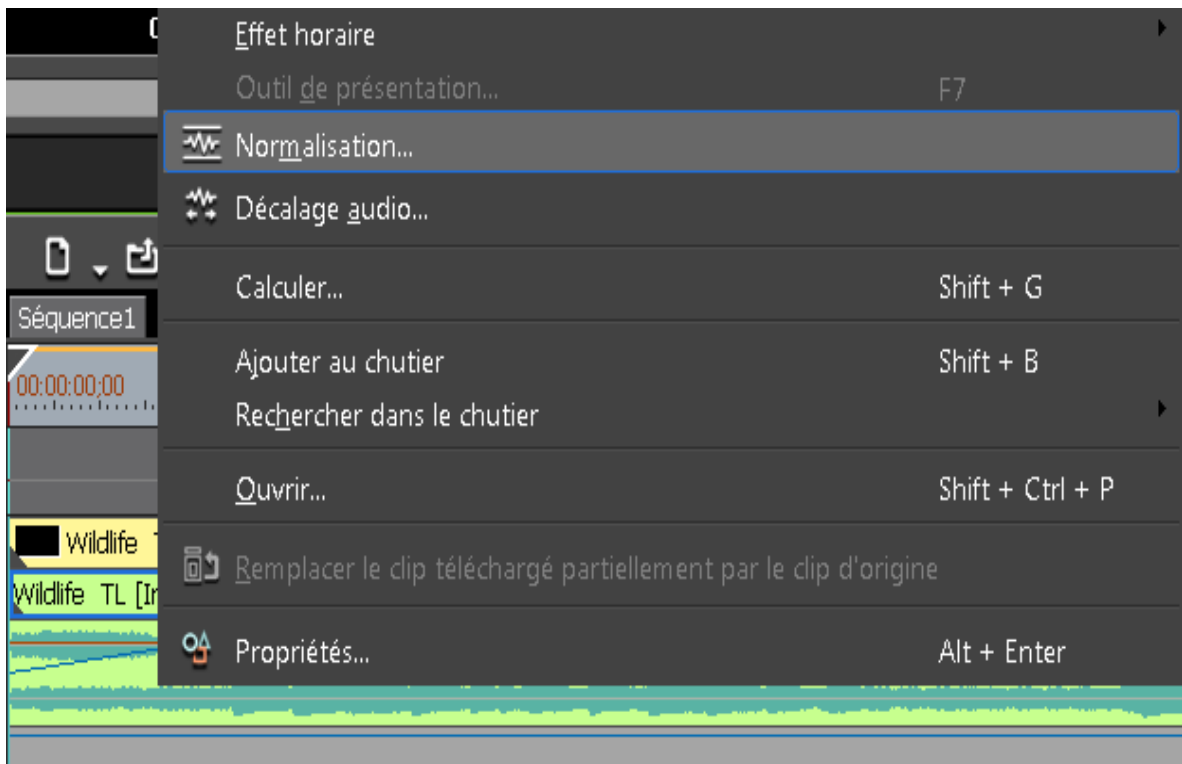 Effet horaire
Outil de présentation... F7
Normalisation...
Décalage audio...
Calculer... Shift + G
Séquence1
Ajouter au chutier Shift + B
00:00:00;00
Rechercher dans le chutier
Ouvrir... Shift + Ctrl + P
Wildlife
Remplacer le clip téléchargé partiellement par le clip d'origine
Wildlife TL [In
Propriétés... Alt + Enter